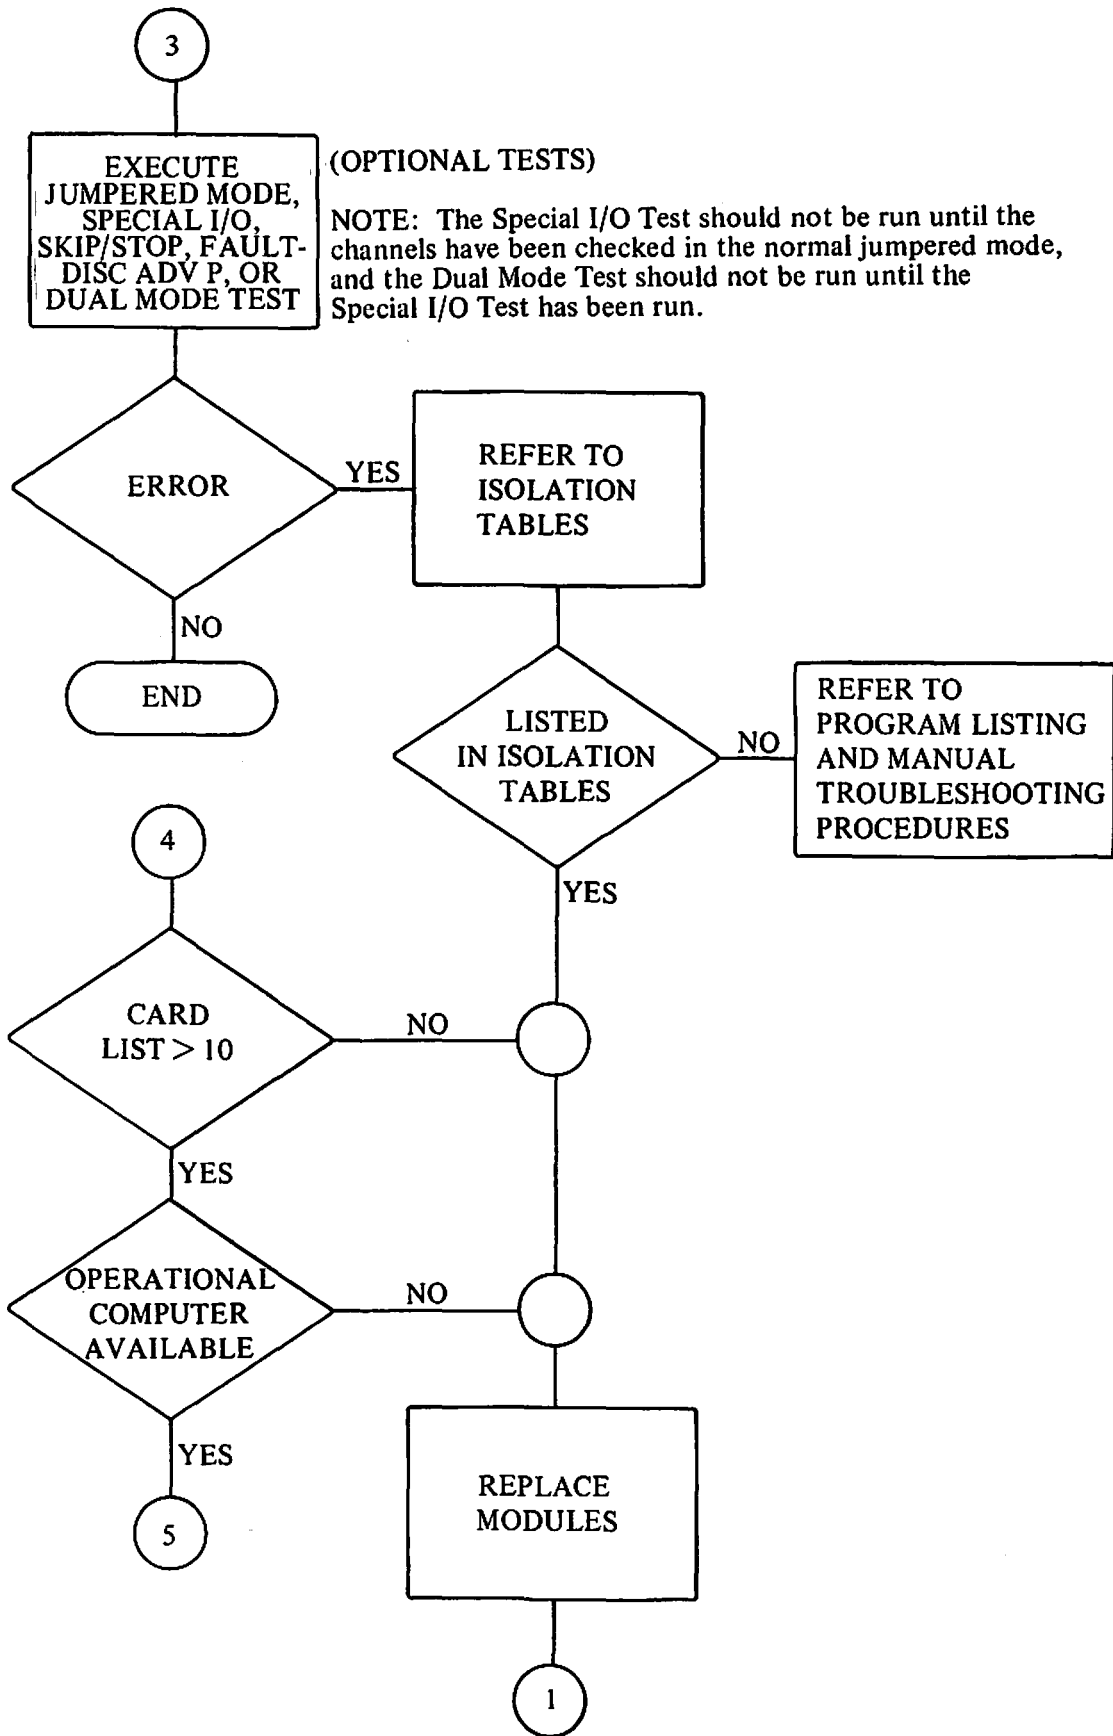 3
EXECUTE
JUMPERED MODE,
SPECIAL I/O,
SKIP/STOP, FAULT-
DISC ADV P, OR
DUAL MODE TEST
(OPTIONAL TESTS)
NOTE: The Special I/O Test should not be run until the
channels have been checked in the normal jumpered mode,
and the Dual Mode Test should not be run until the
Special I/O Test has been run.
ERROR
YES
REFER TO
ISOLATION
TABLES
NO
END
LISTED
IN ISOLATION
TABLES
NO
REFER TO
PROGRAM LISTING
AND MANUAL
TROUBLESHOOTING
PROCEDURES
YES
4
CARD
LIST > 10
NO
YES
OPERATIONAL
COMPUTER
AVAILABLE
NO
YES
5
REPLACE
MODULES
1